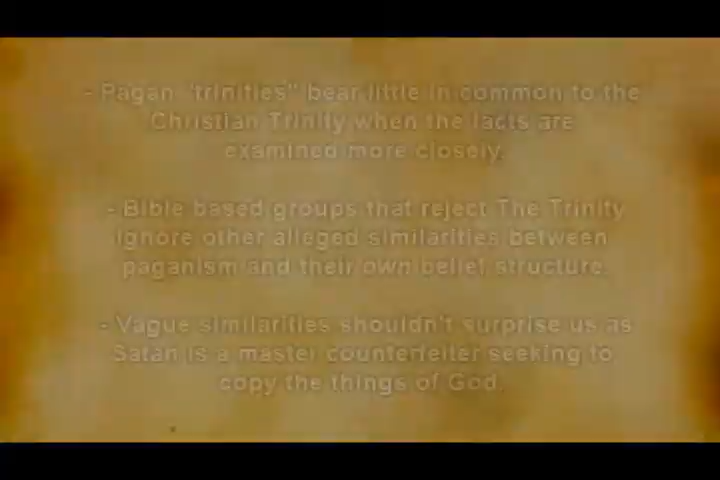 - Pagan "trinities" bear little in common to the
Christian Trinity when the facts are
examined more closely.
- Bible based groups that reject The Trinity
ignore other alleged similarities between
paganism and their own belief structure.
- Vague similarities shouldn't surprise us as
Satan is a master counterfeiter seeking to
copy the things of God.